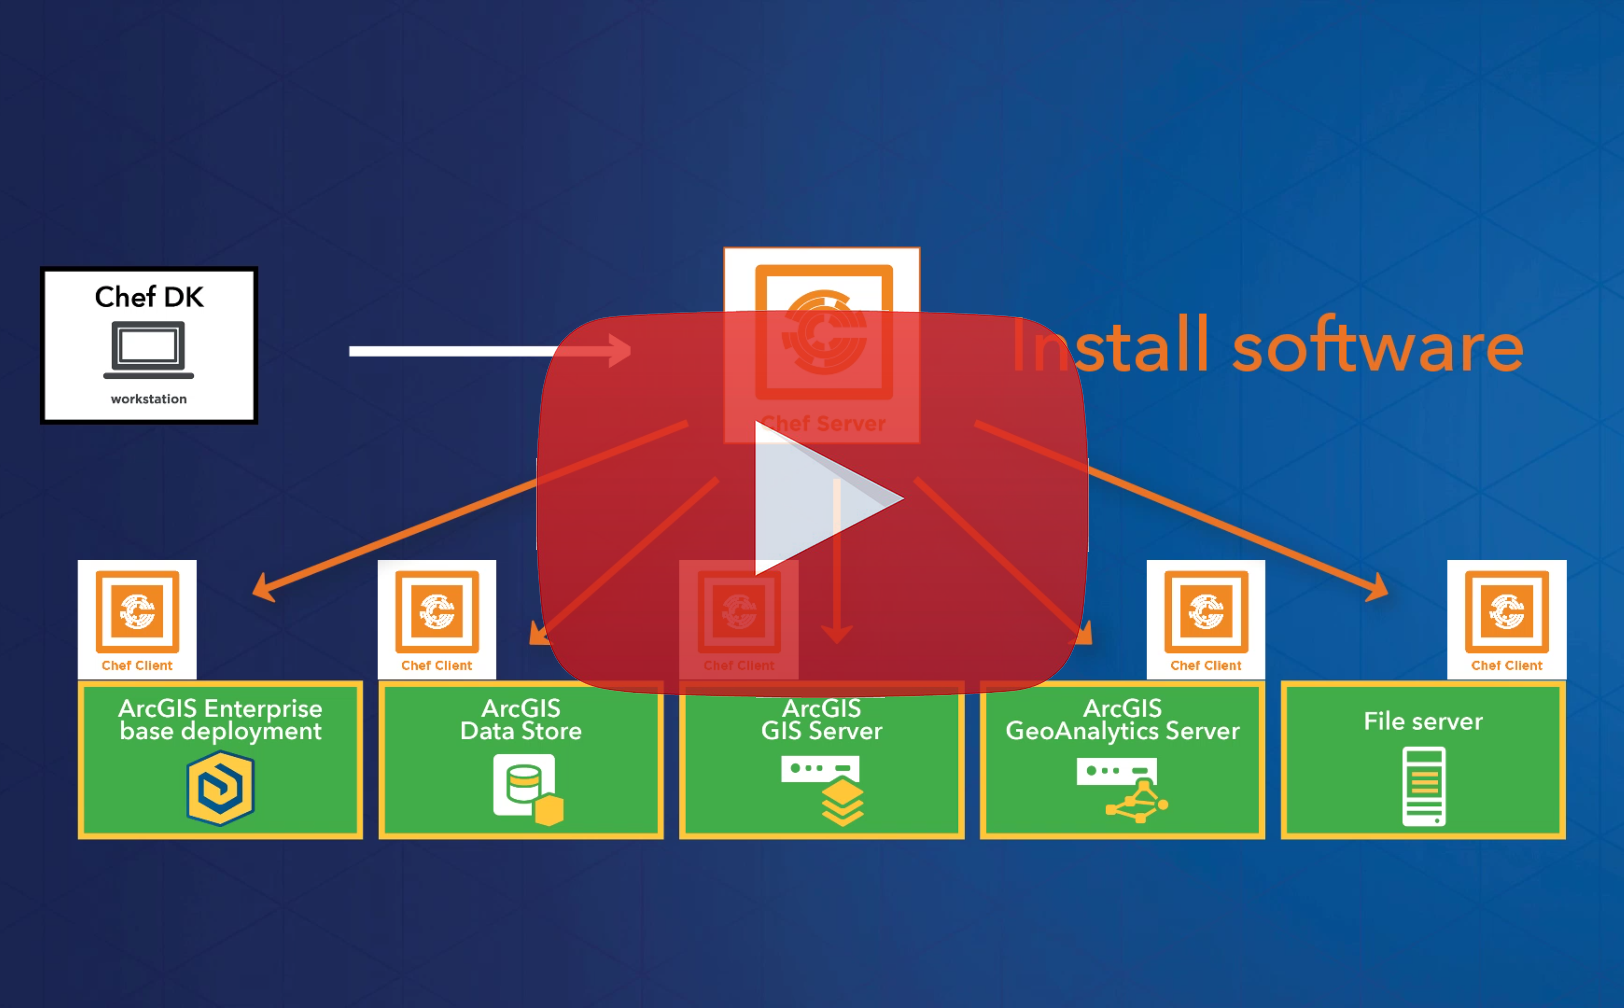 Chef DK
workstation
Chef Server
Install software
Chef Client
Chef Client
Chef Client
Chef Client
Chef Client
ArcGIS Enterprise
base deployment
ArcGIS
Data Store
ArcGIS
GIS Server
ArcGIS
GeoAnalytics Server
File server